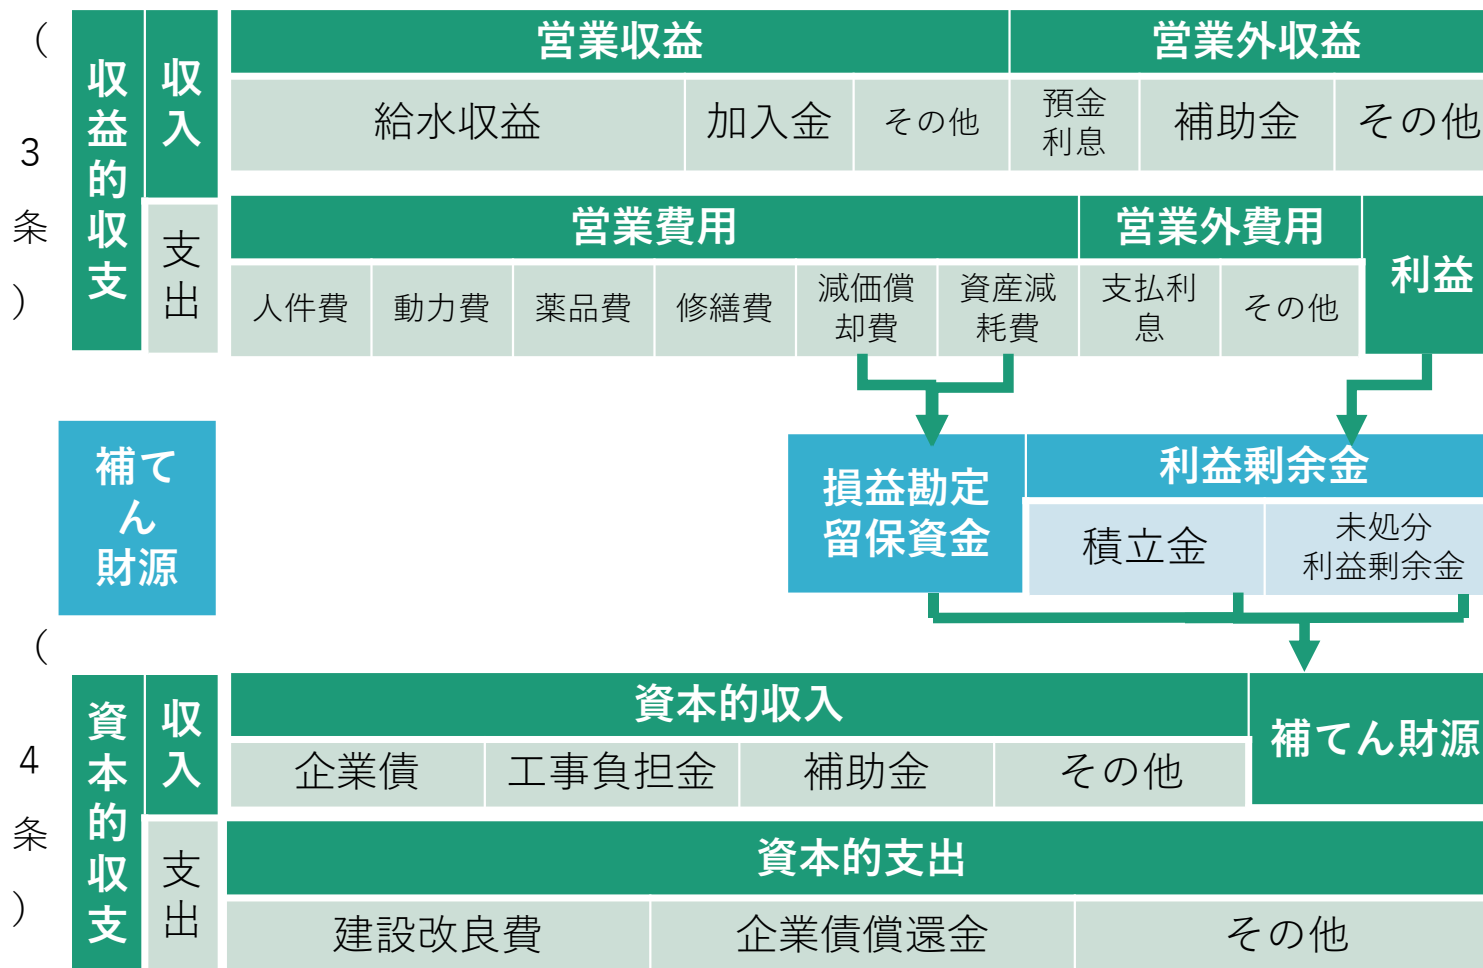 （3条）
収益的収支
収入
営業収益
営業外収益
給水収益
加入金
その他
預金
利息
補助金
その他
支出
営業費用
営業外費用
利益
人件費
動力費
薬品費
修繕費
減価償
却費
資産減
耗費
支払利
息
その他
補て
ん
財源
損益勘定
留保資金
利益剰余金
積立金
未処分
利益剰余金
（4条）
資本的収支
収入
資本的収入
補てん財源
企業債
工事負担金
補助金
その他
支出
資本的支出
建設改良費
企業債償還金
その他